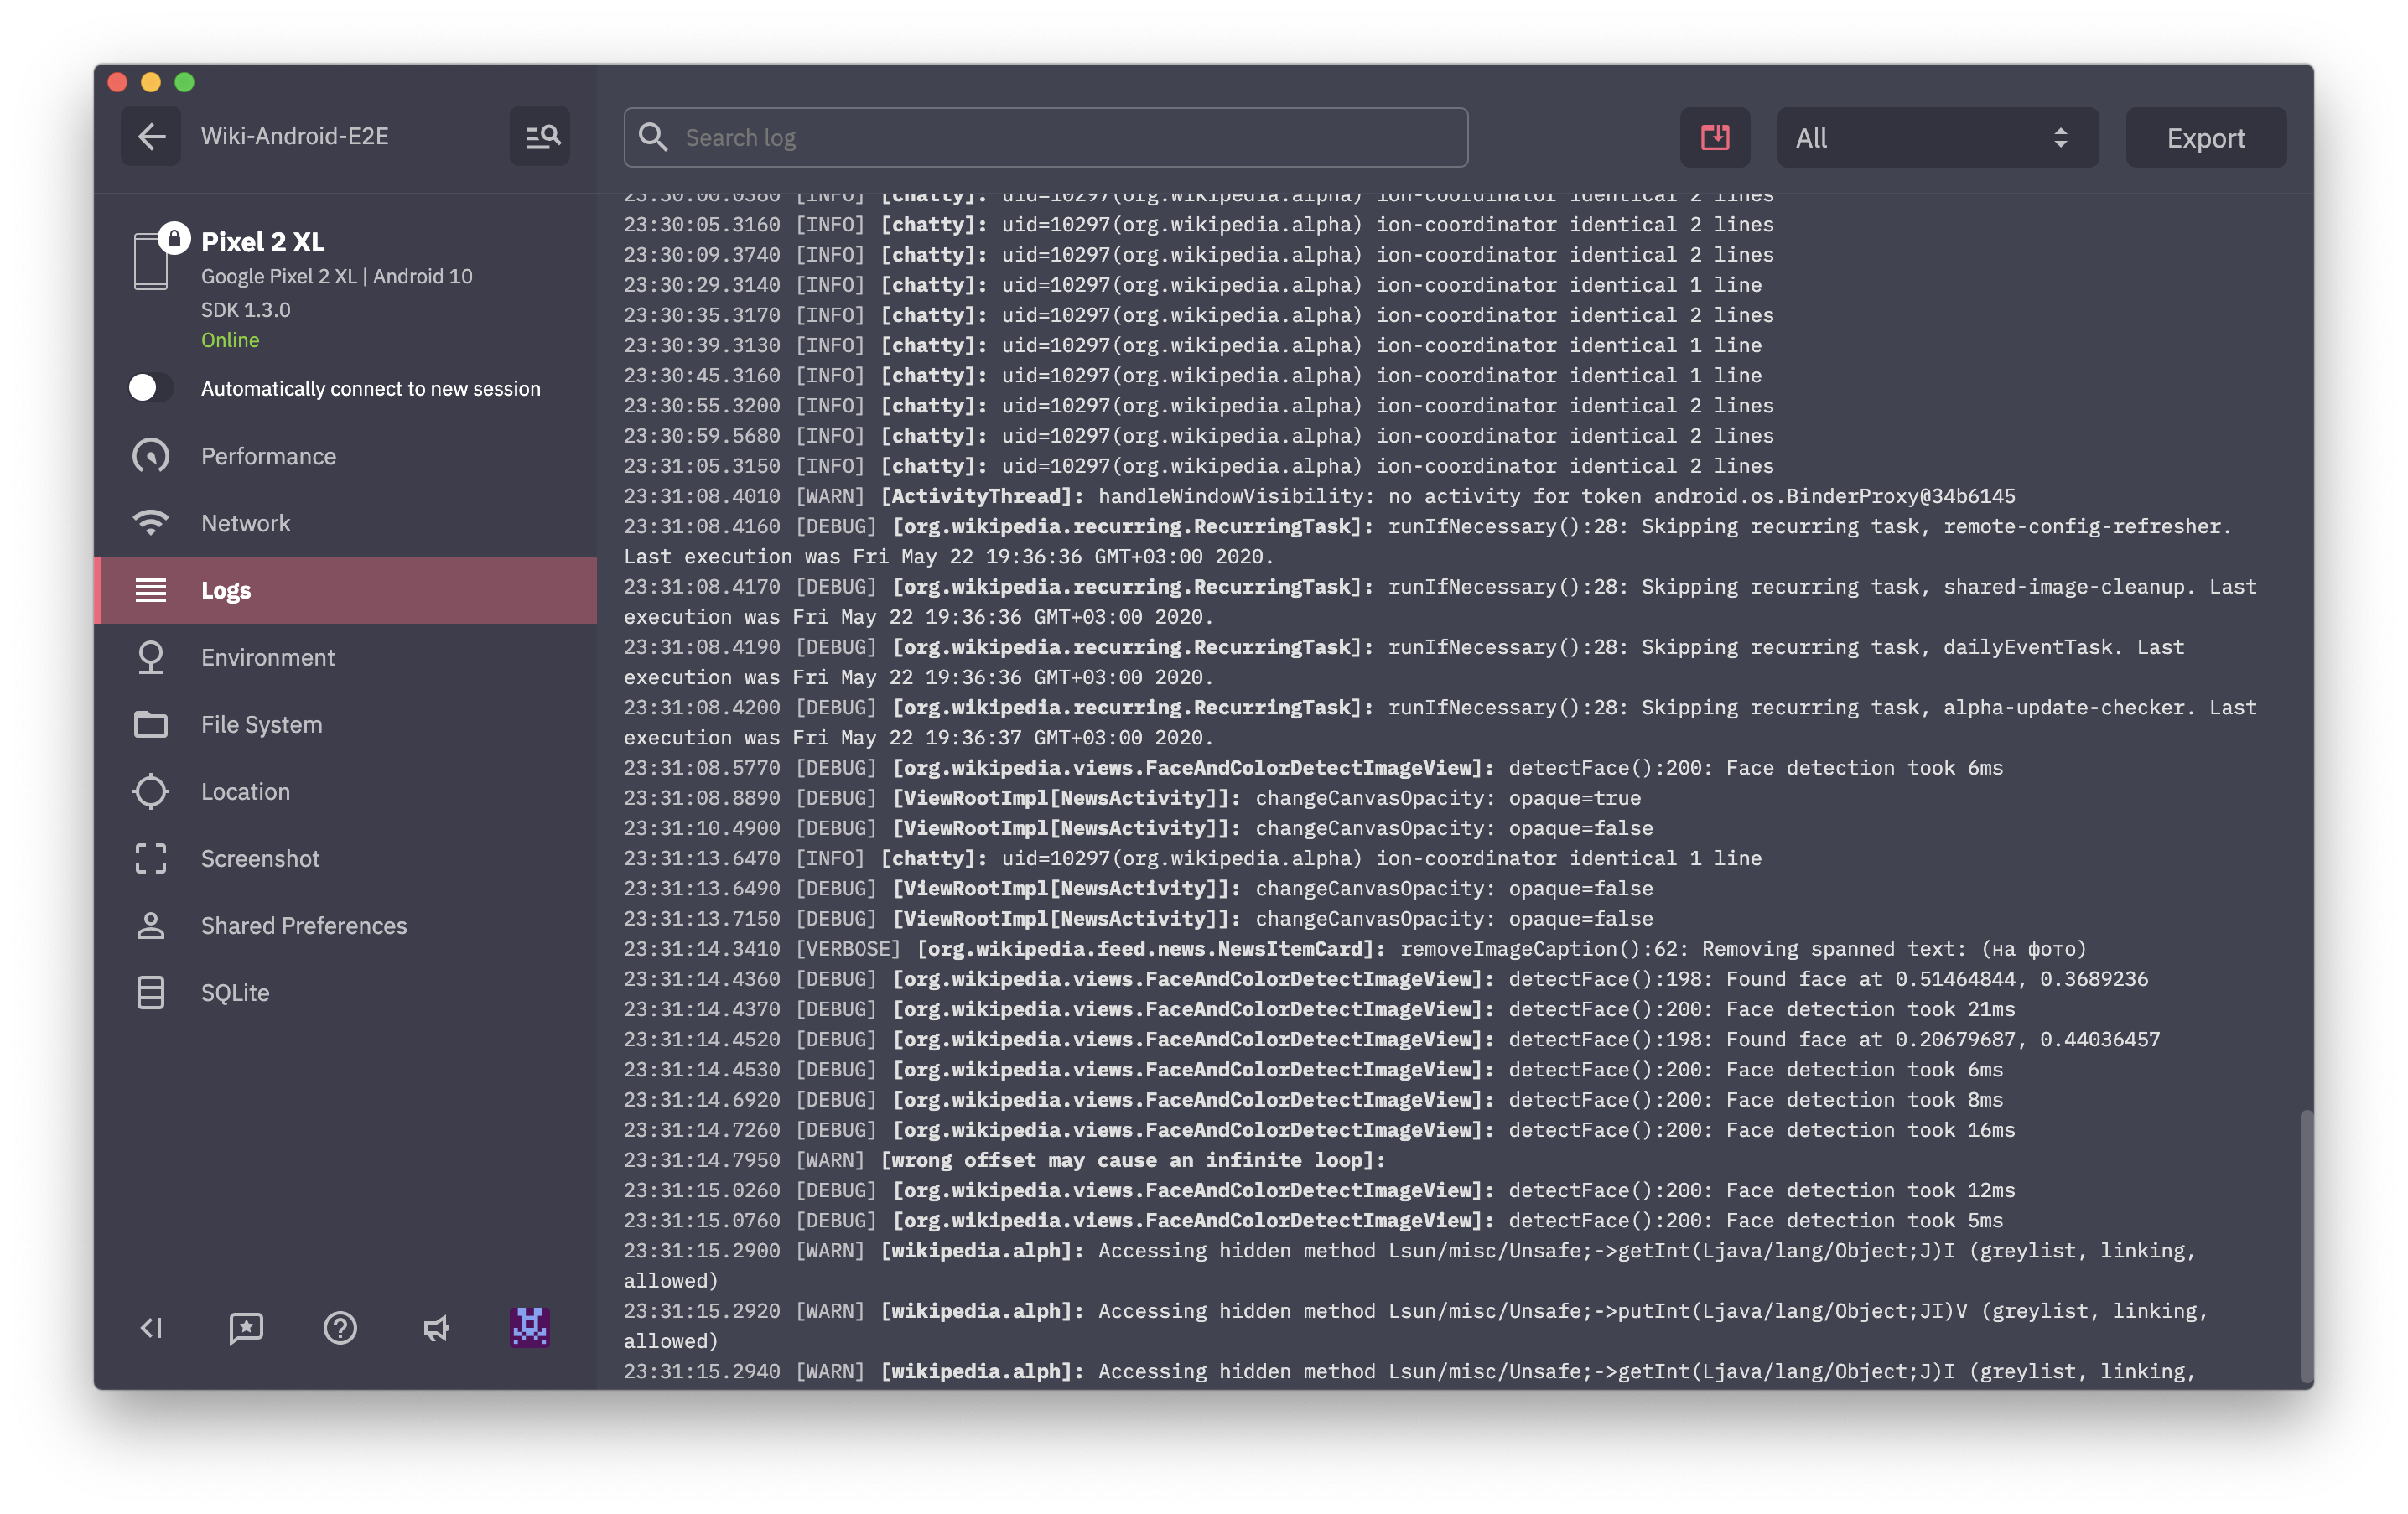 Wiki-Android-E2E
Search log
All
Export
Pixel 2 XL
Google Pixel 2 XL | Android 10
SDK 1.3.0
Online
Automatically connect to new session
Performance
Network
Logs
Environment
File System
Location
Screenshot
Shared Preferences
SQLite
23:30:00.0380 [INFO] [chatty]: uid=10297(org.wikipedia.alpha) ion-coordinator identical 2 lines
23:30:05.3160 [INFO] [chatty]: uid=10297(org.wikipedia.alpha) ion-coordinator identical 2 lines
23:30:09.3740 [INFO] [chatty]: uid=10297(org.wikipedia.alpha) ion-coordinator identical 2 lines
23:30:29.3140 [INFO] [chatty]: uid=10297(org.wikipedia.alpha) ion-coordinator identical 1 line
23:30:35.3170 [INFO] [chatty]: uid=10297(org.wikipedia.alpha) ion-coordinator identical 2 lines
23:30:39.3130 [INFO] [chatty]: uid=10297(org.wikipedia.alpha) ion-coordinator identical 1 line
23:30:45.3160 [INFO] [chatty]: uid=10297(org.wikipedia.alpha) ion-coordinator identical 1 line
23:30:55.3200 [INFO] [chatty]: uid=10297(org.wikipedia.alpha) ion-coordinator identical 2 lines
23:30:59.5680 [INFO] [chatty]: uid=10297(org.wikipedia.alpha) ion-coordinator identical 2 lines
23:31:05.3150 [INFO] [chatty]: uid=10297(org.wikipedia.alpha) ion-coordinator identical 2 lines
23:31:08.4010 [WARN] [ActivityThread]: handleWindowVisibility: no activity for token android.os.BinderProxy@34b6145
23:31:08.4160 [DEBUG] [org.wikipedia.recurring.RecurringTask]: runIfNecessary():28: Skipping recurring task, remote-config-refresher.
Last execution was Fri May 22 19:36:36 GMT+03:00 2020.
23:31:08.4170 [DEBUG] [org.wikipedia.recurring.RecurringTask]: runIfNecessary():28: Skipping recurring task, shared-image-cleanup. Last
execution was Fri May 22 19:36:36 GMT+03:00 2020.
23:31:08.4190 [DEBUG] [org.wikipedia.recurring.RecurringTask]: runIfNecessary():28: Skipping recurring task, dailyEventTask. Last
execution was Fri May 22 19:36:36 GMT+03:00 2020.
23:31:08.4200 [DEBUG] [org.wikipedia.recurring.RecurringTask]: runIfNecessary():28: Skipping recurring task, alpha-update-checker. Last
execution was Fri May 22 19:36:37 GMT+03:00 2020.
23:31:08.5770 [DEBUG] [org.wikipedia.views.FaceAndColorDetectImageView]: detectFace():200: Face detection took 6ms
23:31:08.8890 [DEBUG] [ViewRootImpl[NewsActivity]]: changeCanvasOpacity: opaque=true
23:31:10.4900 [DEBUG] [ViewRootImpl[NewsActivity]]: changeCanvasOpacity: opaque=false
23:31:13.6470 [INFO] [chatty]: uid=10297(org.wikipedia.alpha) ion-coordinator identical 1 line
23:31:13.6490 [DEBUG] [ViewRootImpl[NewsActivity]]: changeCanvasOpacity: opaque=false
23:31:13.7150 [DEBUG] [ViewRootImpl[NewsActivity]]: changeCanvasOpacity: opaque=false
23:31:14.3410 [VERBOSE] [org.wikipedia.feed.news.NewsItemCard]: removeImageCaption():62: Removing spanned text: (на фото)
23:31:14.4360 [DEBUG] [org.wikipedia.views.FaceAndColorDetectImageView]: detectFace():198: Found face at 0.51464844, 0.3689236
23:31:14.4370 [DEBUG] [org.wikipedia.views.FaceAndColorDetectImageView]: detectFace():200: Face detection took 21ms
23:31:14.4520 [DEBUG] [org.wikipedia.views.FaceAndColorDetectImageView]: detectFace():198: Found face at 0.20679687, 0.44036457
23:31:14.4530 [DEBUG] [org.wikipedia.views.FaceAndColorDetectImageView]: detectFace():200: Face detection took 6ms
23:31:14.6920 [DEBUG] [org.wikipedia.views.FaceAndColorDetectImageView]: detectFace():200: Face detection took 8ms
23:31:14.7260 [DEBUG] [org.wikipedia.views.FaceAndColorDetectImageView]: detectFace():200: Face detection took 16ms
23:31:14.7950 [WARN] [wrong offset may cause an infinite loop]:
23:31:15.0260 [DEBUG] [org.wikipedia.views.FaceAndColorDetectImageView]: detectFace():200: Face detection took 12ms
23:31:15.0760 [DEBUG] [org.wikipedia.views.FaceAndColorDetectImageView]: detectFace():200: Face detection took 5ms
23:31:15.2900 [WARN] [wikipedia.alph]: Accessing hidden method Lsun/misc/Unsafe;->getInt(Ljava/lang/Object;J)I (greylist, linking,
allowed)
23:31:15.2920 [WARN] [wikipedia.alph]: Accessing hidden method Lsun/misc/Unsafe;->putInt(Ljava/lang/Object;JI)V (greylist, linking,
allowed)
23:31:15.2940 [WARN] [wikipedia.alph]: Accessing hidden method Lsun/misc/Unsafe;->getInt(Ljava/lang/Object;J)I (greylist, linking,